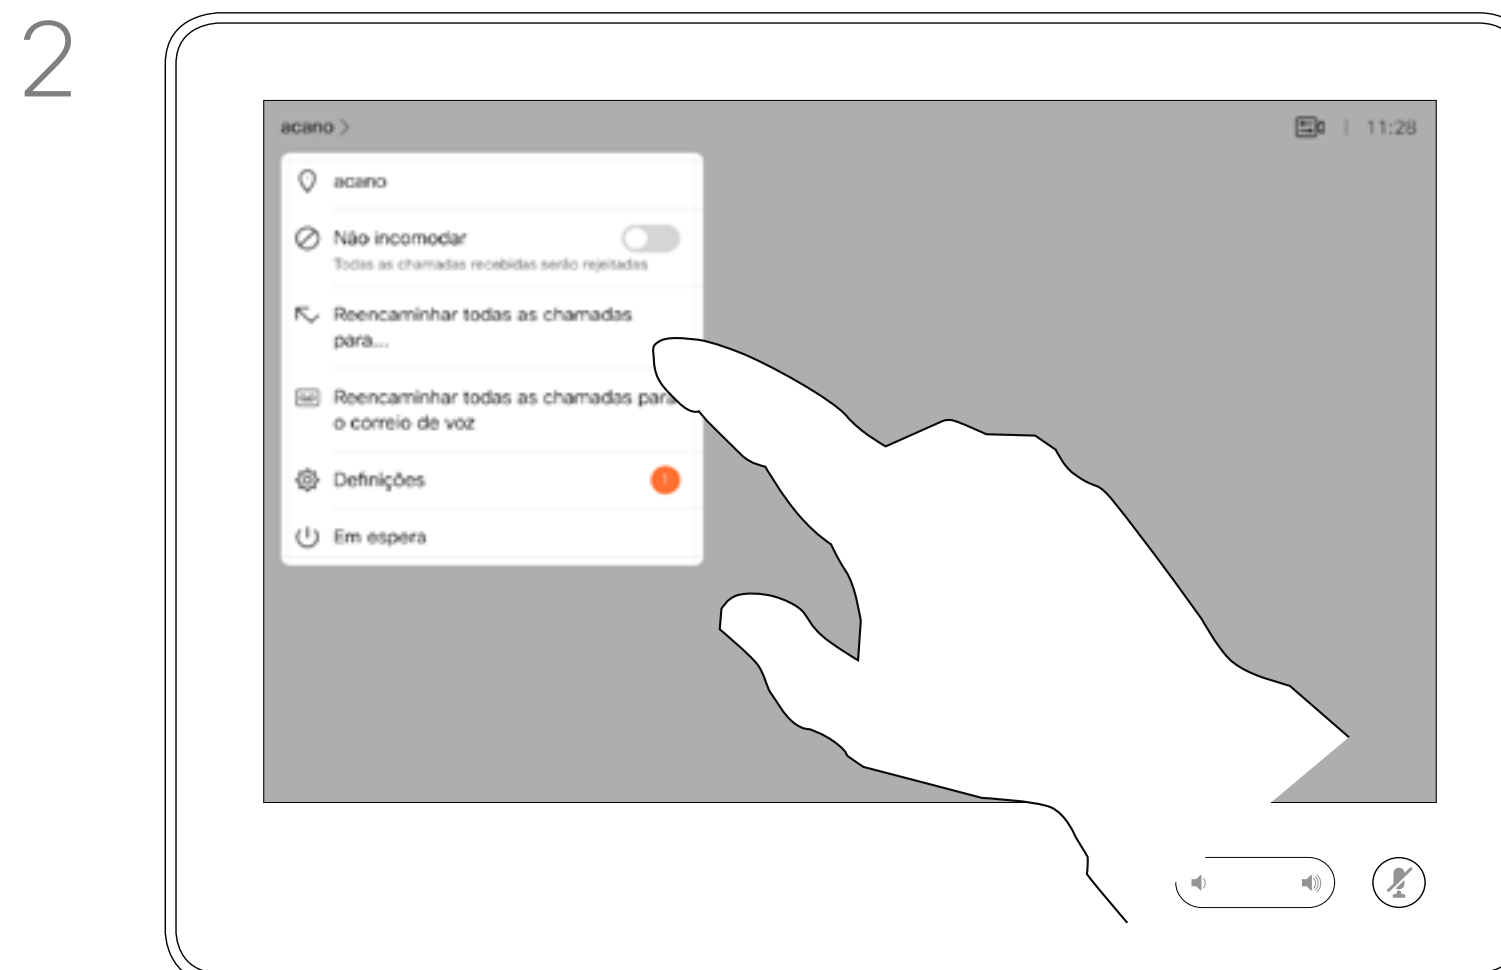 2
acano >
11:28
acano
Não incomodar
Todas as chamadas recebidas serão rejeitadas
Reencaminhar todas as chamadas
para...
Reencaminhar todas as chamadas para
o correio de voz
Definições
1
Em espera